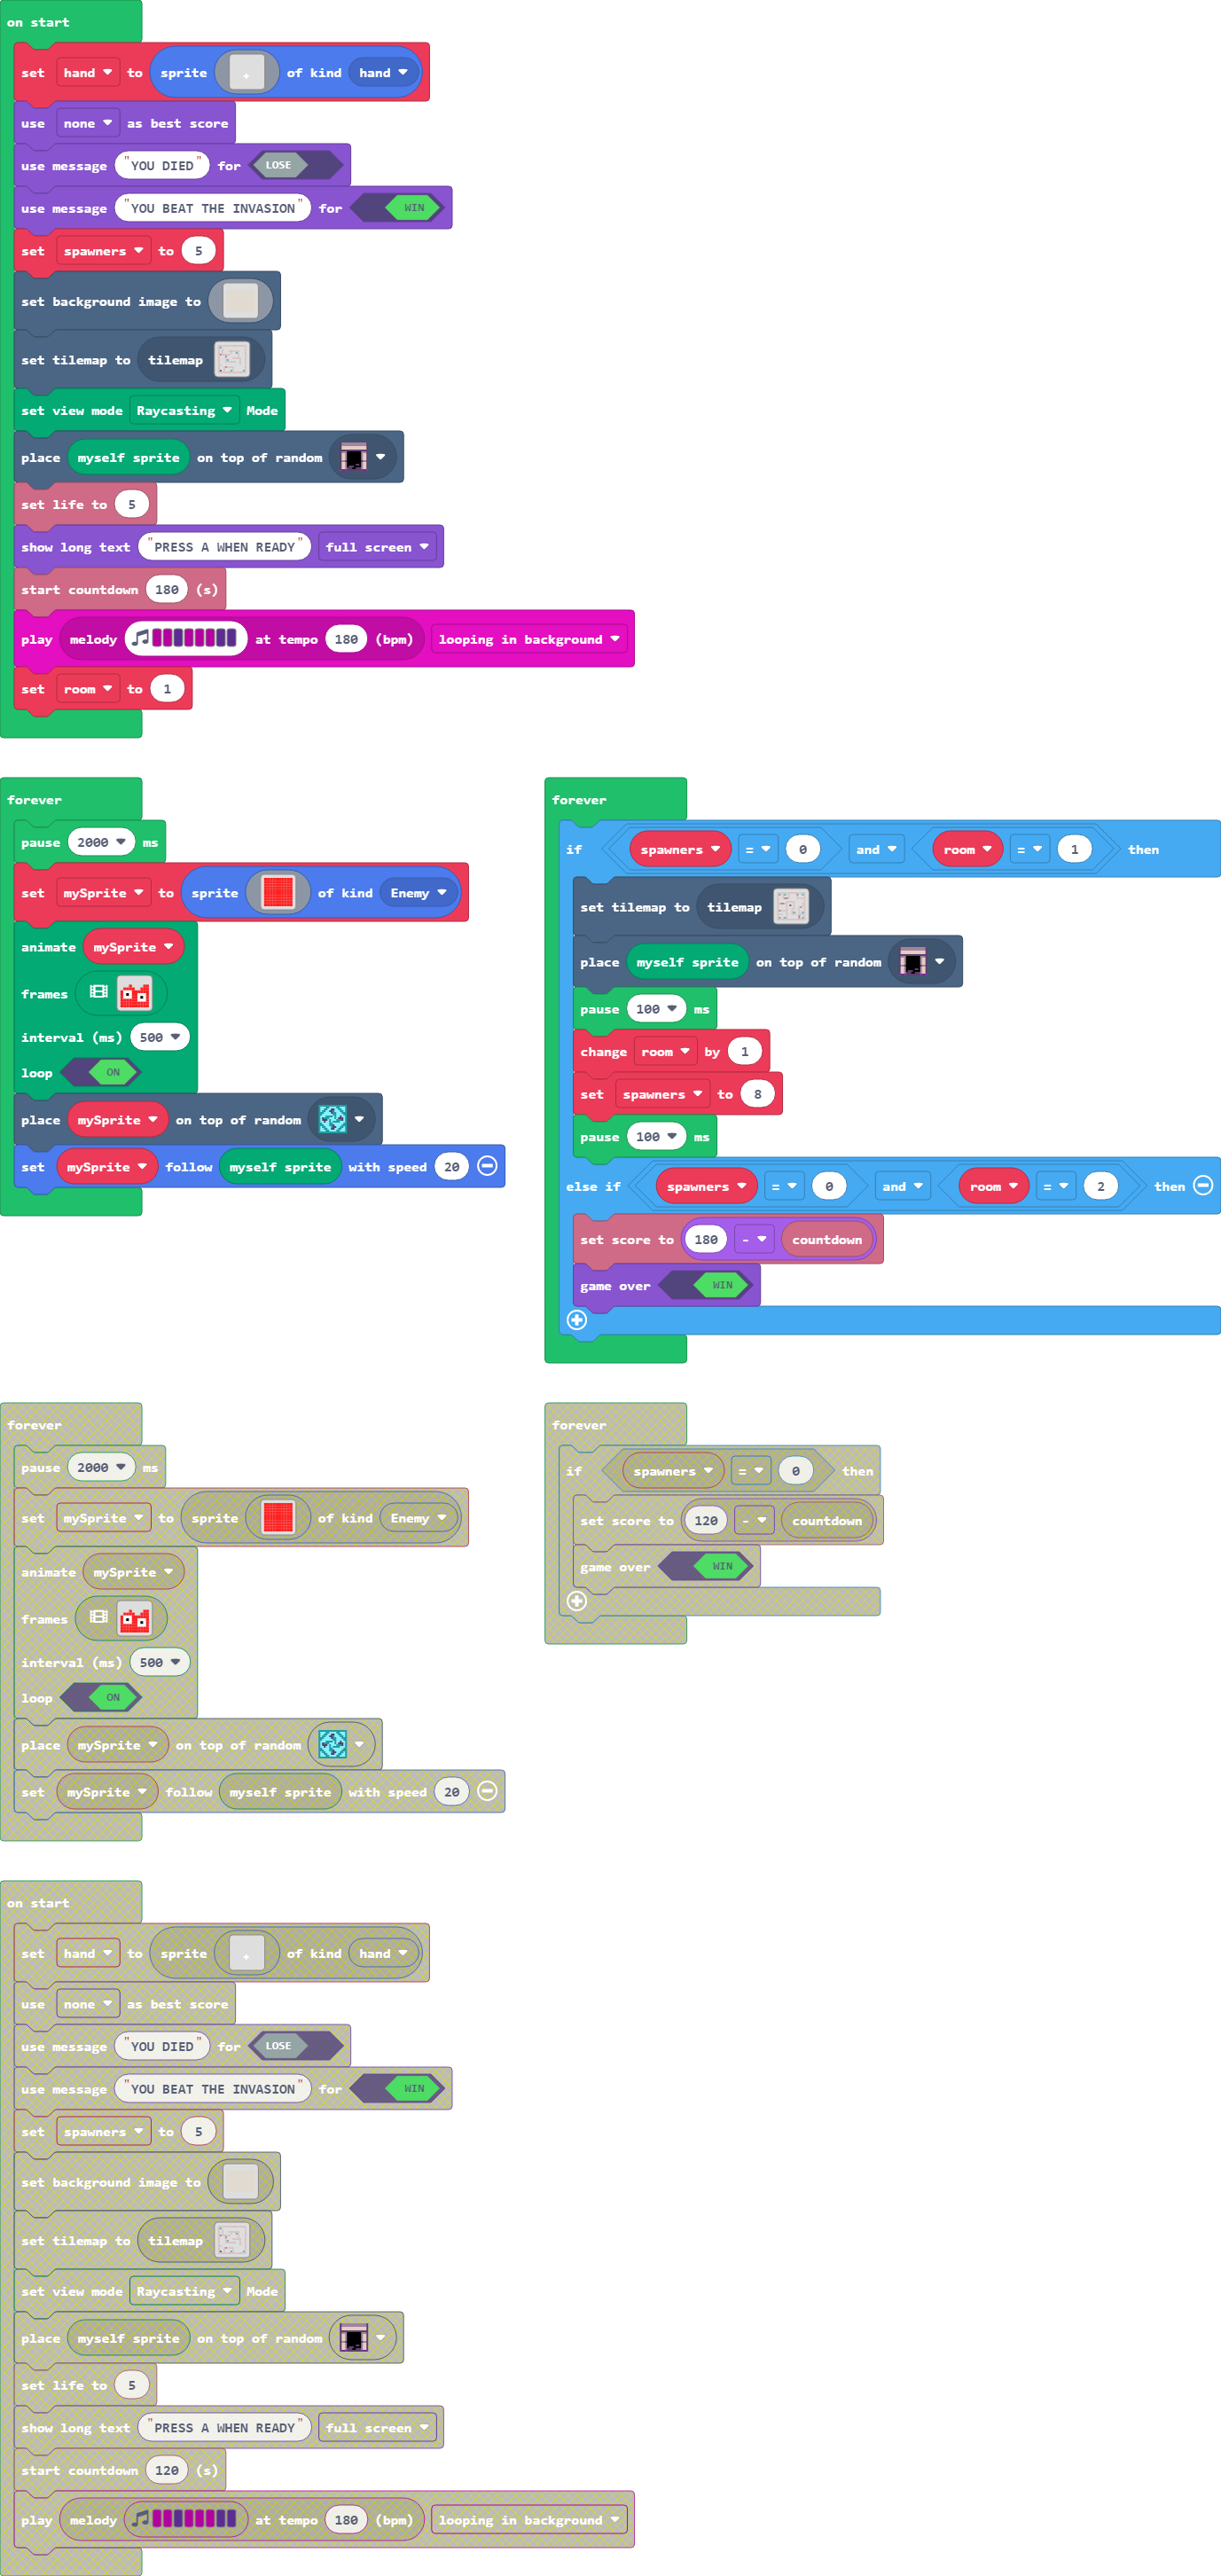 on start
set hand to sprite of kind hand
use none as best score
use message "YOU DIED" for LOSE
use message "YOU BEAT THE INVASION" for WIN
set spawners to 5
set background image to
set tilemap to tilemap
set view mode Raycasting Mode
place myself sprite on top of random
set life to 5
show long text "PRESS A WHEN READY" full screen
start countdown 180 (s)
play melody at tempo 180 (bpm) looping in background
set room to 1
forever
pause 2000 ms
set mySprite to sprite of kind Enemy
animate mySprite
frames
interval (ms) 500
loop ON
place mySprite on top of random
set mySprite follow myself sprite with speed 20
forever
if spawners = 0 and room = 1 then
set tilemap to tilemap
place myself sprite on top of random
pause 100 ms
change room by 1
set spawners to 8
pause 100 ms
else if spawners = 0 and room = 2 then
set score to 180 - countdown
game over WIN
forever
pause 2000 ms
set mySprite to sprite of kind Enemy
animate mySprite
frames
interval (ms) 500
loop ON
place mySprite on top of random
set mySprite follow myself sprite with speed 20
forever
if spawners = 0 then
set score to 120 - countdown
game over WIN
on start
set hand to sprite of kind hand
use none as best score
use message "YOU DIED" for LOSE
use message "YOU BEAT THE INVASION" for WIN
set spawners to 5
set background image to
set tilemap to tilemap
set view mode Raycasting Mode
place myself sprite on top of random
set life to 5
show long text "PRESS A WHEN READY" full screen
start countdown 120 (s)
play melody at tempo 180 (bpm) looping in background